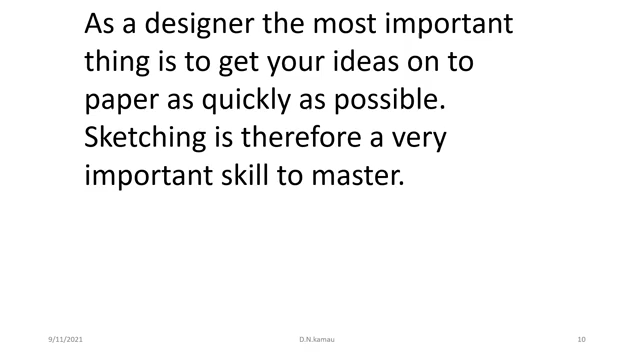 As a designer the most important
thing is to get your ideas on to
paper as quickly as possible.
Sketching is therefore a very
important skill to master.
9/11/2021
D.N.kamau
10